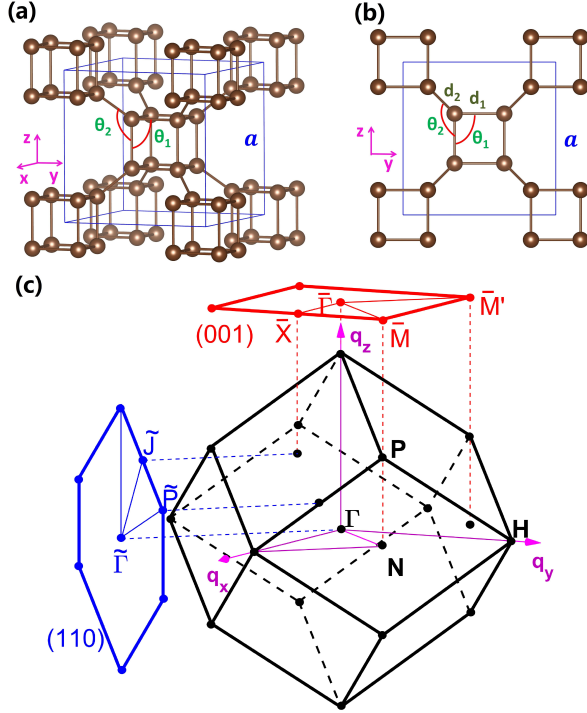 (a)
(b)
θ₂
θ₁
a
z
x
y
d₂
d₁
θ₂
θ₁
a
z
y
(c)
Γ̄
M̄'
(001)
X̄
M̄
q_z
J̃
P
P̃
Γ
H
Γ̃
N
q_x
q_y
(110)